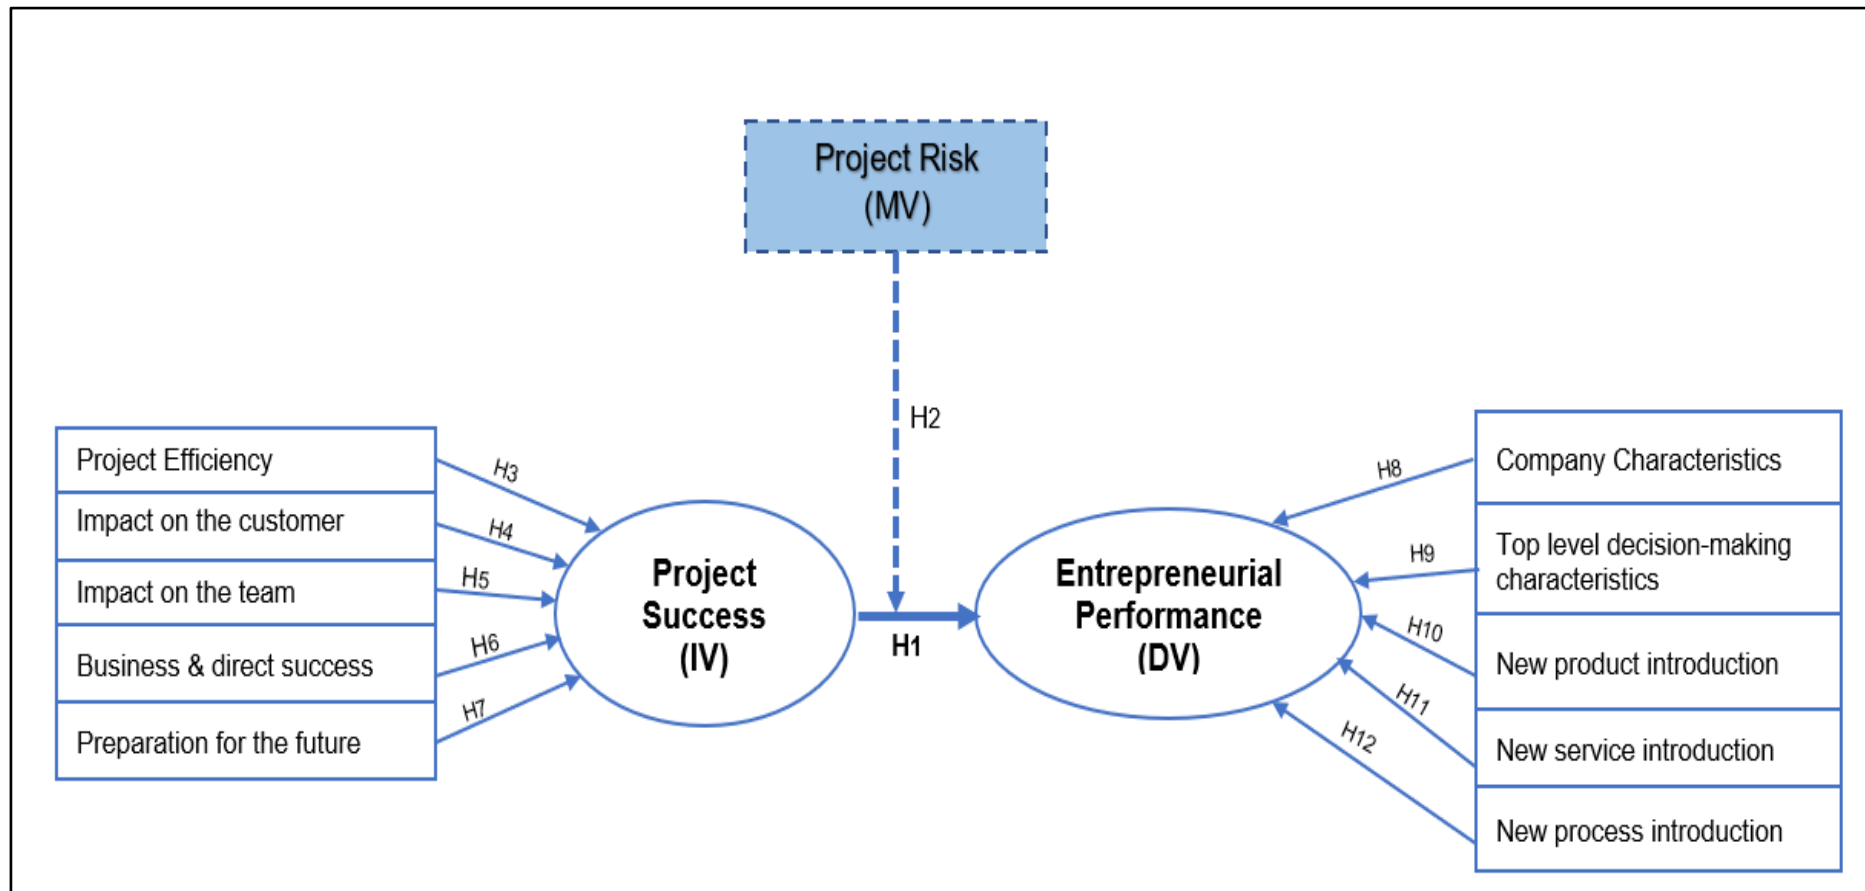 Project Risk
(MV)
H2
Project Efficiency
Impact on the customer
Impact on the team
Business & direct success
Preparation for the future
H3
H4
H5
H6
H7
Project
Success
(IV)
H1
Entrepreneurial
Performance
(DV)
H8
H9
H10
H11
H12
Company Characteristics
Top level decision-making
characteristics
New product introduction
New service introduction
New process introduction